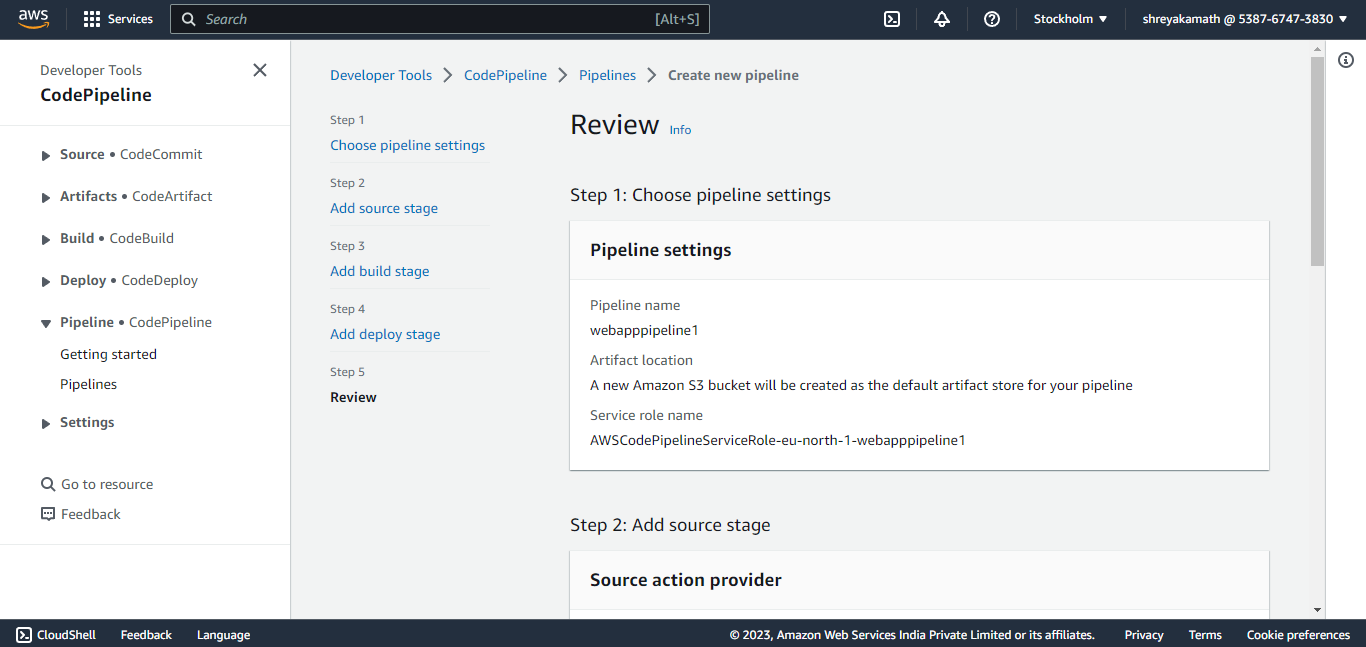 aws Services Search [Alt+S] Stockholm shreyakamath @ 5387-6747-3830
Developer Tools
CodePipeline
Source • CodeCommit
Artifacts • CodeArtifact
Build • CodeBuild
Deploy • CodeDeploy
Pipeline • CodePipeline
Getting started
Pipelines
Settings
Go to resource
Feedback
Developer Tools CodePipeline Pipelines Create new pipeline
Step 1
Choose pipeline settings
Step 2
Add source stage
Step 3
Add build stage
Step 4
Add deploy stage
Step 5
Review
Review Info
Step 1: Choose pipeline settings
Pipeline settings
Pipeline name
webapppipeline1
Artifact location
A new Amazon S3 bucket will be created as the default artifact store for your pipeline
Service role name
AWSCodePipelineServiceRole-eu-north-1-webapppipeline1
Step 2: Add source stage
Source action provider
CloudShell Feedback Language © 2023, Amazon Web Services India Private Limited or its affiliates. Privacy Terms Cookie preferences